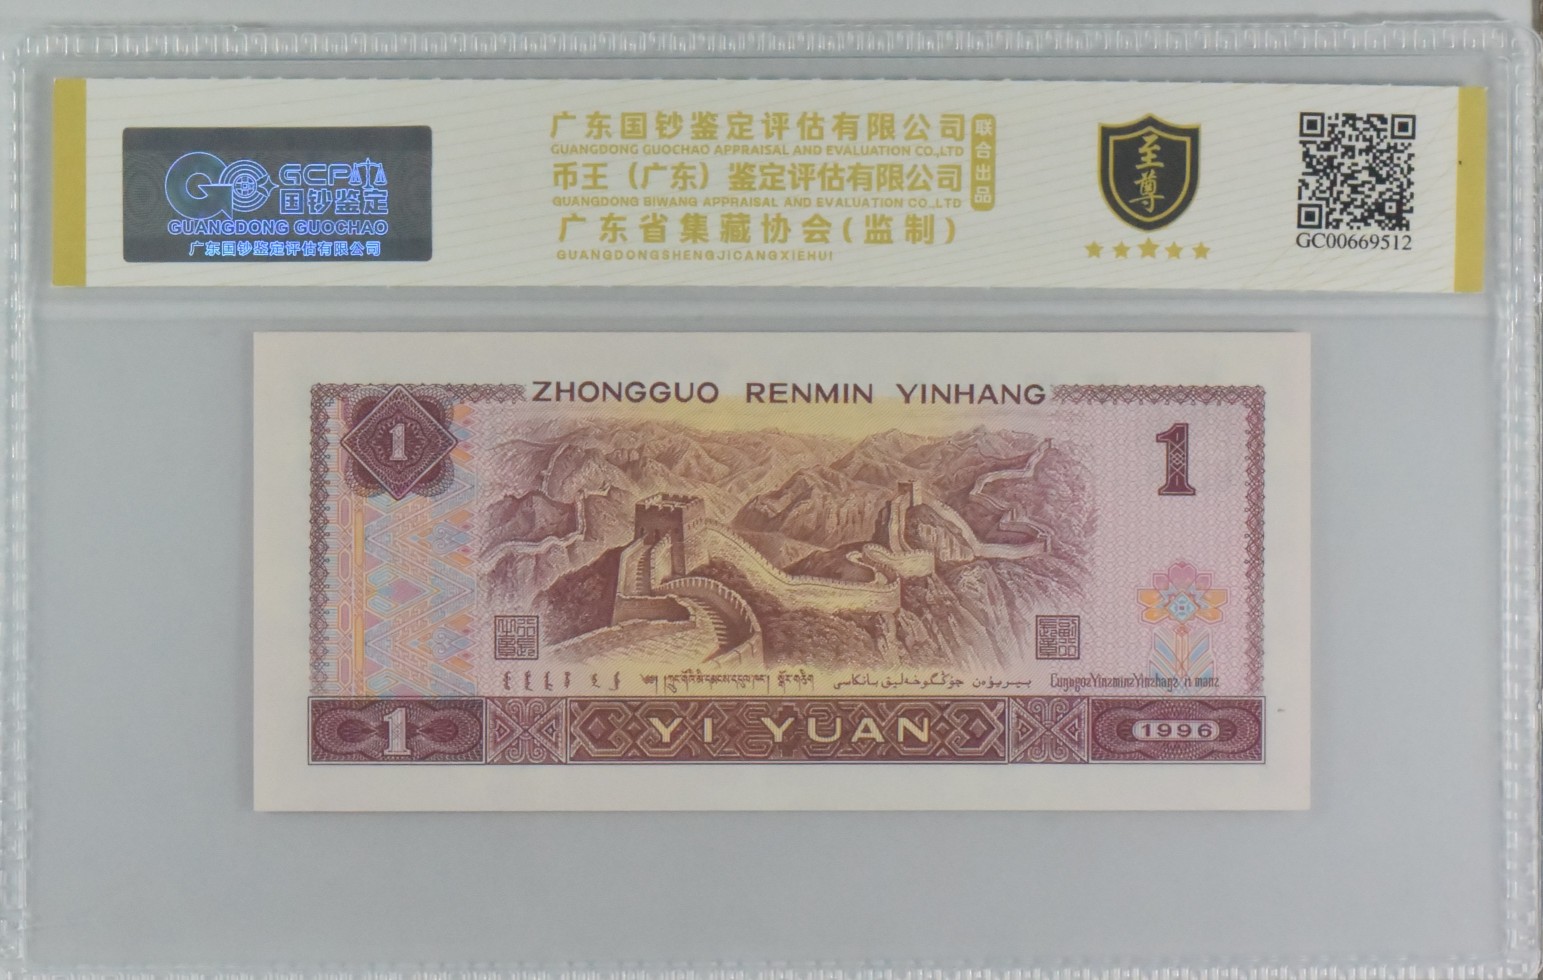 GCP
国钞鉴定
GUANGDONG GUOCHAO
广东国钞鉴定评估有限公司
广东国钞鉴定评估有限公司
GUANGDONG GUOCHAO APPRAISAL AND EVALUATION CO.,LTD
币王（广东）鉴定评估有限公司
GUANGDONG BIWANG APPRAISAL AND EVALUATION CO.,LTD
广东省集藏协会(监制)
GUANGDONGSHENGJICANGXIEHUI
联合出品
至尊
GC00669512
ZHONGGUO RENMIN YINHANG
1
1
1
YI YUAN
1996